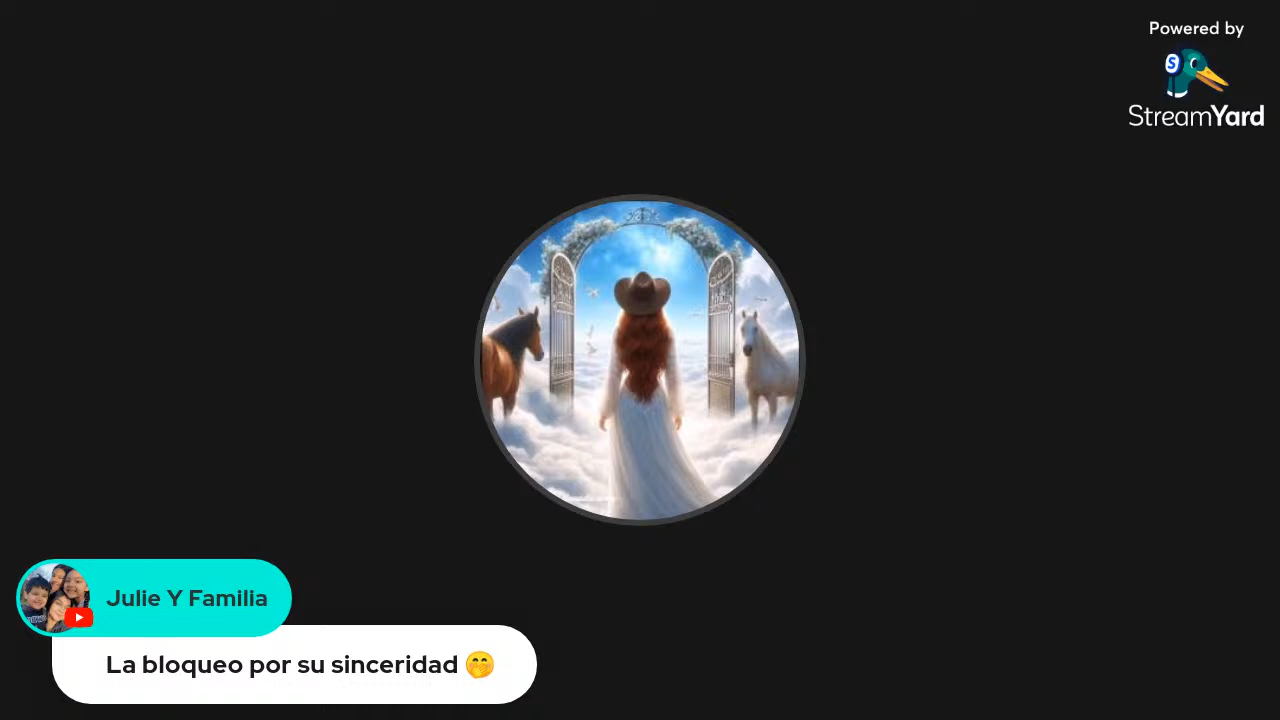 Powered by
S
StreamYard
Julie Y Familia
La bloqueo por su sinceridad 🤭